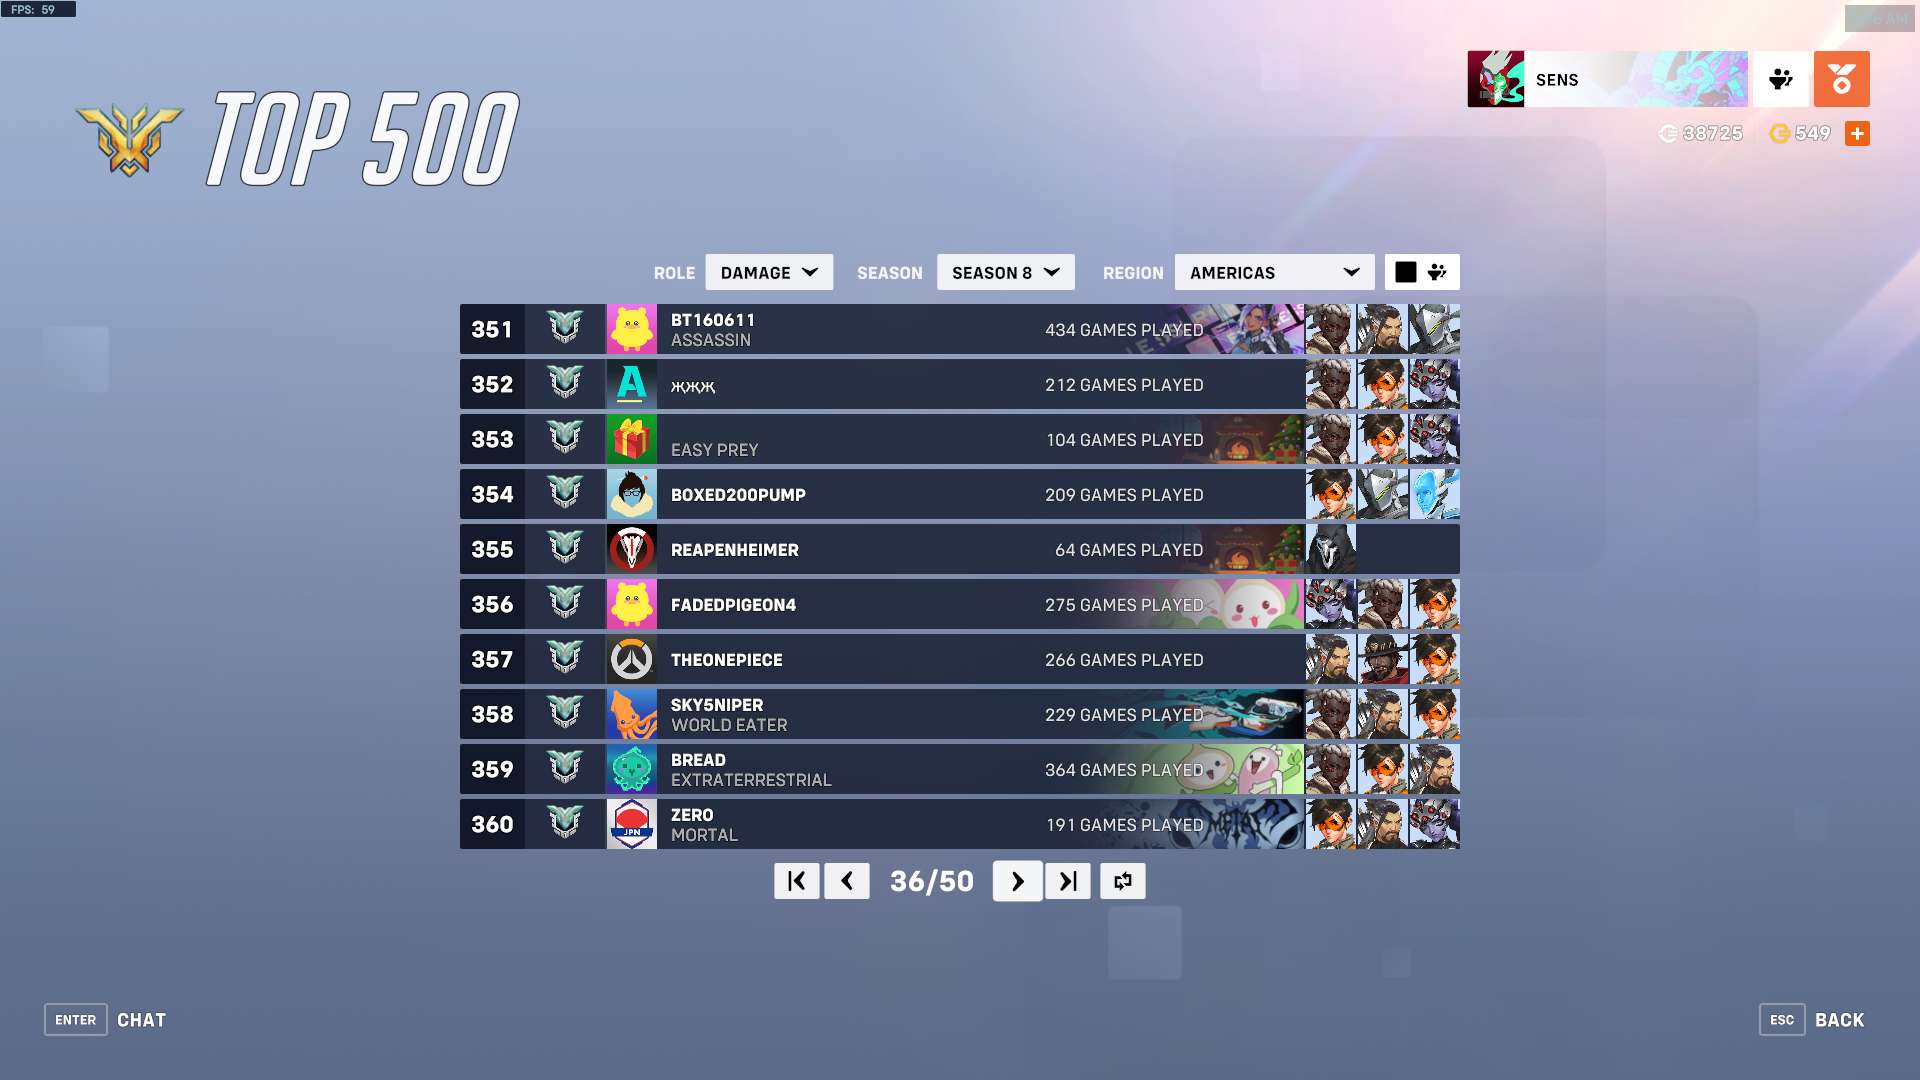 FPS: 59
SENS
TOP 500
38725
549
ROLE DAMAGE SEASON SEASON 8 REGION AMERICAS
351 BT160611 434 GAMES PLAYED
ASSASSIN
352 җҗҗ 212 GAMES PLAYED
353 EASY PREY 104 GAMES PLAYED
354 BOXED200PUMP 209 GAMES PLAYED
355 REAPENHEIMER 64 GAMES PLAYED
356 FADEDPIGEON4 275 GAMES PLAYED
357 THEONEPIECE 266 GAMES PLAYED
358 SKY5NIPER 229 GAMES PLAYED
WORLD EATER
359 BREAD 364 GAMES PLAYED
EXTRATERRESTRIAL
360 JPN ZERO 191 GAMES PLAYED
MORTAL
36/50
ENTER CHAT
ESC BACK